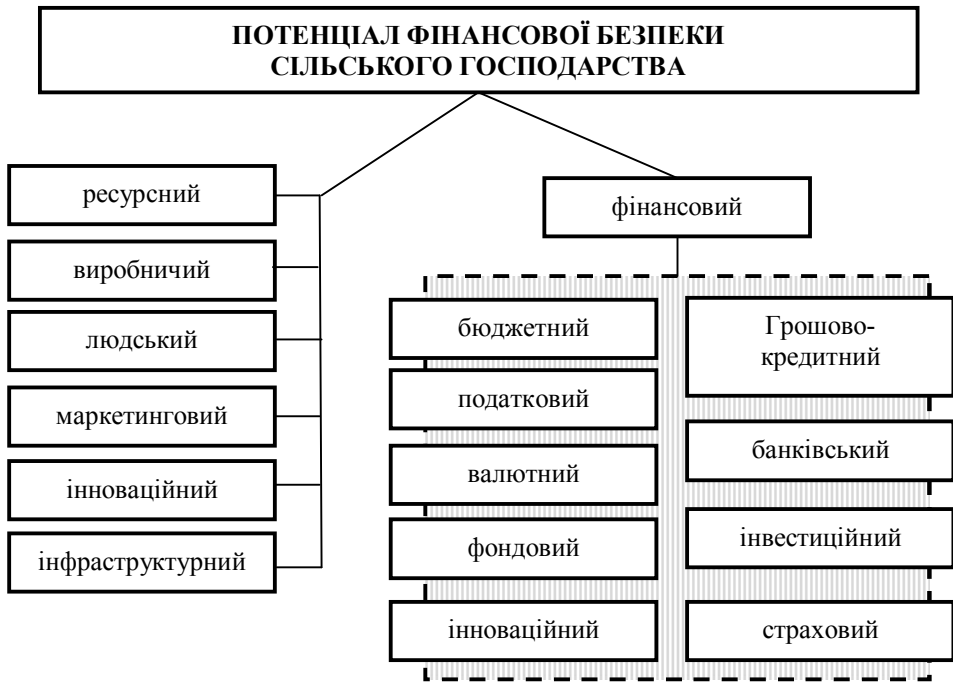 ПОТЕНЦІАЛ ФІНАНСОВОЇ БЕЗПЕКИ
СІЛЬСЬКОГО ГОСПОДАРСТВА
ресурсний
виробничий
людський
маркетинговий
інноваційний
інфраструктурний
фінансовий
бюджетний
податковий
валютний
фондовий
інноваційний
Грошово-
кредитний
банківський
інвестиційний
страховий